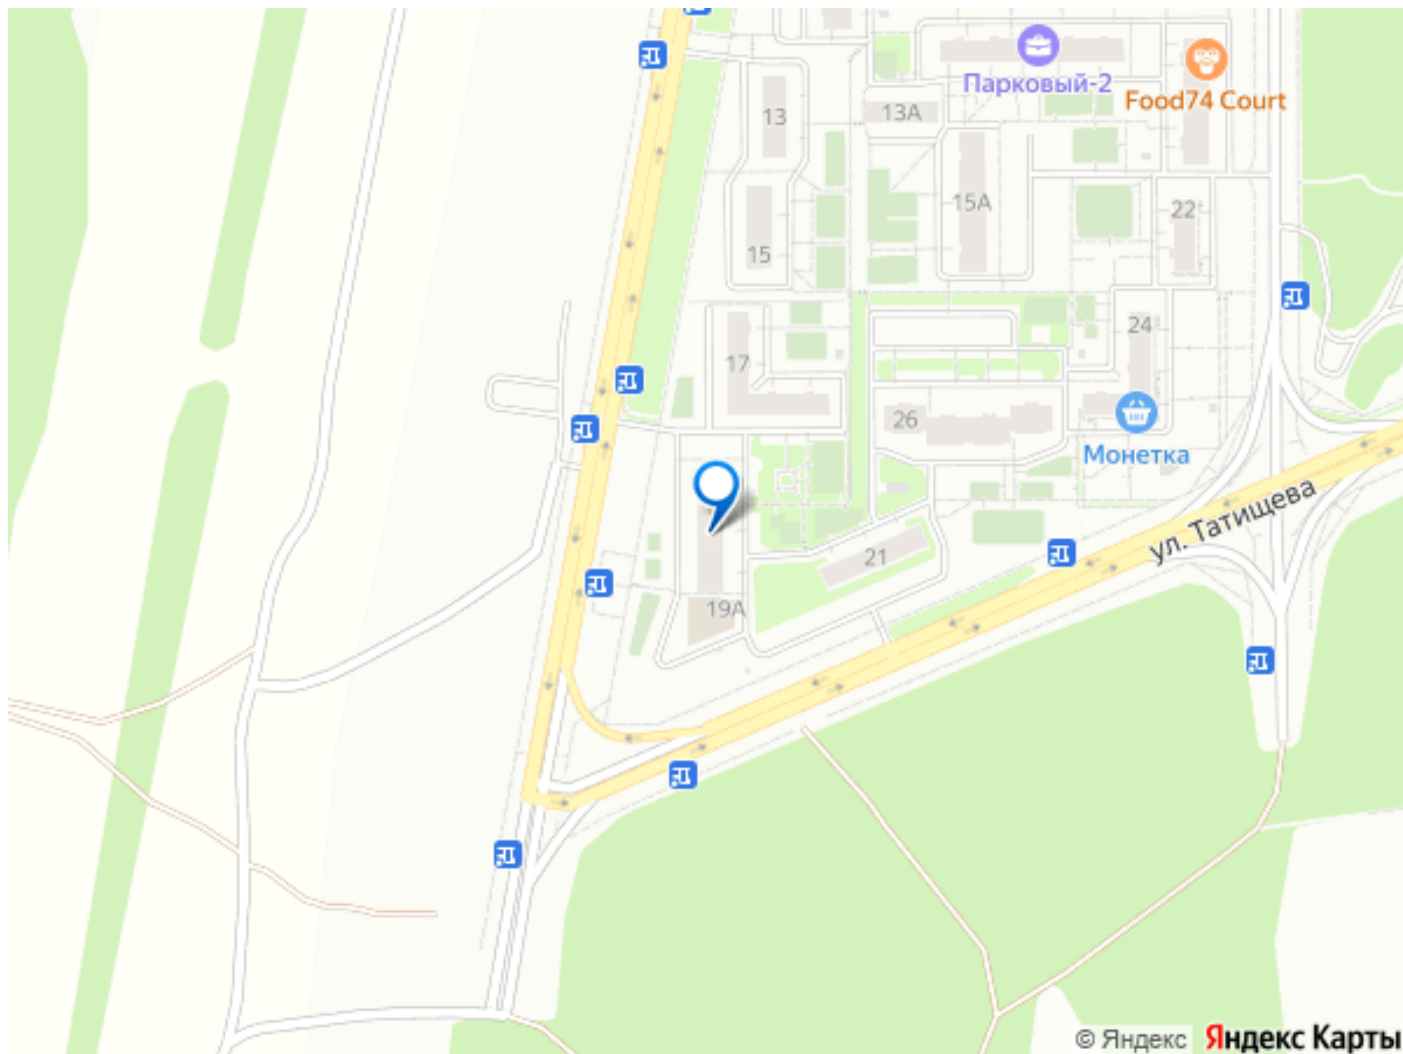 Парковый-2
Food74 Court
13
13А
15А
22
15
24
17
26
Монетка
ул. Татищева
21
19А
© Яндекс
Яндекс Карты